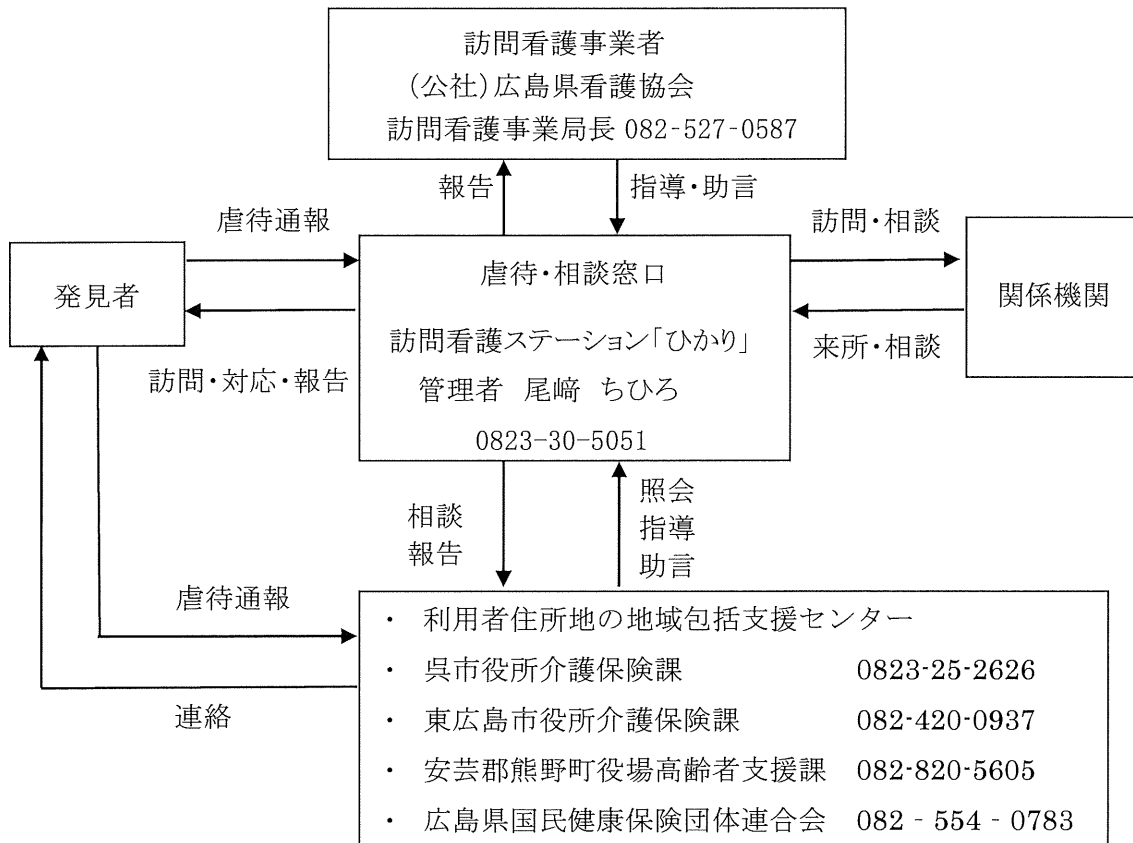 訪問看護事業者
(公社)広島県看護協会
訪問看護事業局長 082-527-0587
報告
指導・助言
虐待通報
訪問・相談
発見者
虐待・相談窓口
訪問看護ステーション「ひかり」
管理者 尾﨑 ちひろ
0823-30-5051
関係機関
訪問・対応・報告
来所・相談
相談
報告
照会
指導
助言
虐待通報
連絡
・ 利用者住所地の地域包括支援センター
・ 呉市役所介護保険課 0823-25-2626
・ 東広島市役所介護保険課 082-420-0937
・ 安芸郡熊野町役場高齢者支援課 082-820-5605
・ 広島県国民健康保険団体連合会 082‐554‐0783